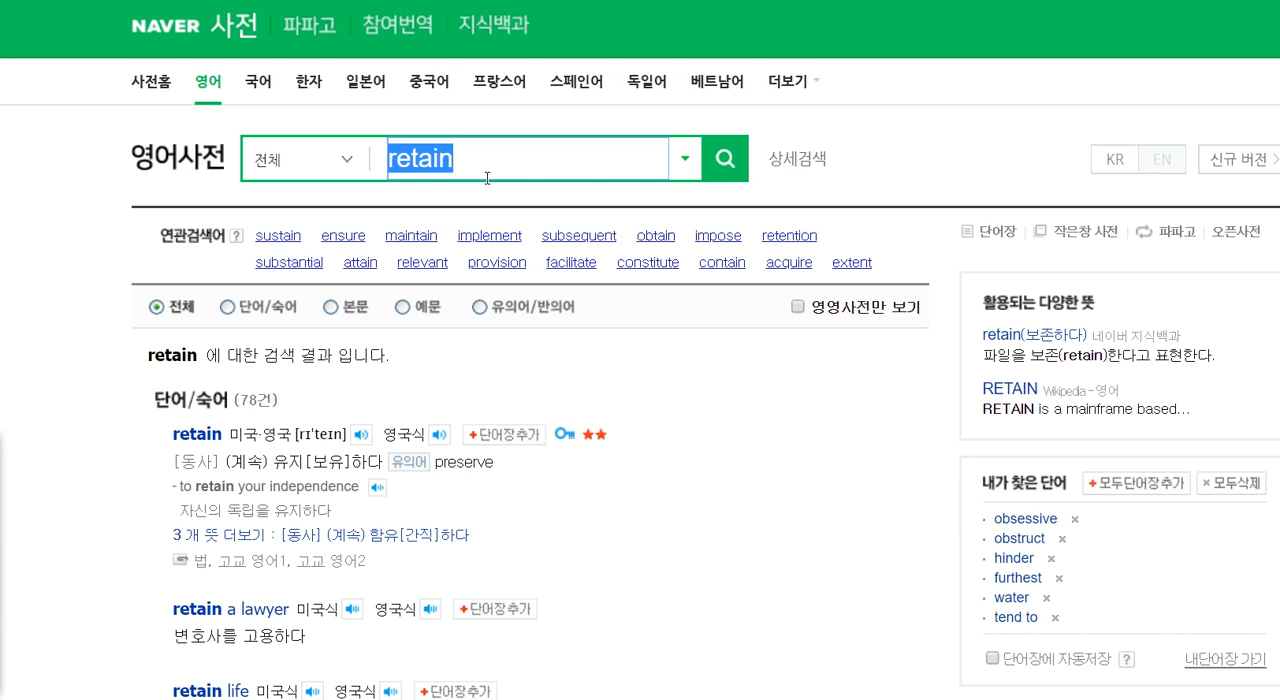 NAVER 사전 파파고 참여번역 지식백과
사전홈 영어 국어 한자 일본어 중국어 프랑스어 스페인어 독일어 베트남어 더보기
영어사전 전체 retain 상세검색 KR EN 신규 버전
연관검색어 ? sustain ensure maintain implement subsequent obtain impose retention
substantial attain relevant provision facilitate constitute contain acquire extent
단어장 작은창 사전 파파고 오픈사전
전체 단어/숙어 본문 예문 유의어/반의어 영영사전만 보기
retain 에 대한 검색 결과 입니다.
단어/숙어 (78건)
retain 미국·영국 [rɪˈteɪn] 영국식 +단어장추가
[동사] (계속) 유지[보유]하다 유의어 preserve
- to retain your independence
자신의 독립을 유지하다
3 개 뜻 더보기 : [동사] (계속) 함유[간직]하다
법, 고교 영어1, 고교 영어2
retain a lawyer 미국식 영국식 +단어장추가
변호사를 고용하다
retain life 미국식 영국식 +단어장추가
활용되는 다양한 뜻
retain(보존하다) 네이버 지식백과
파일을 보존(retain)한다고 표현한다.
RETAIN Wikipedia-영어
RETAIN is a mainframe based...
내가 찾은 단어 +모두단어장추가 ×모두삭제
· obsessive ×
· obstruct ×
· hinder ×
· furthest ×
· water ×
· tend to ×
단어장에 자동저장 ? 내단어장 가기